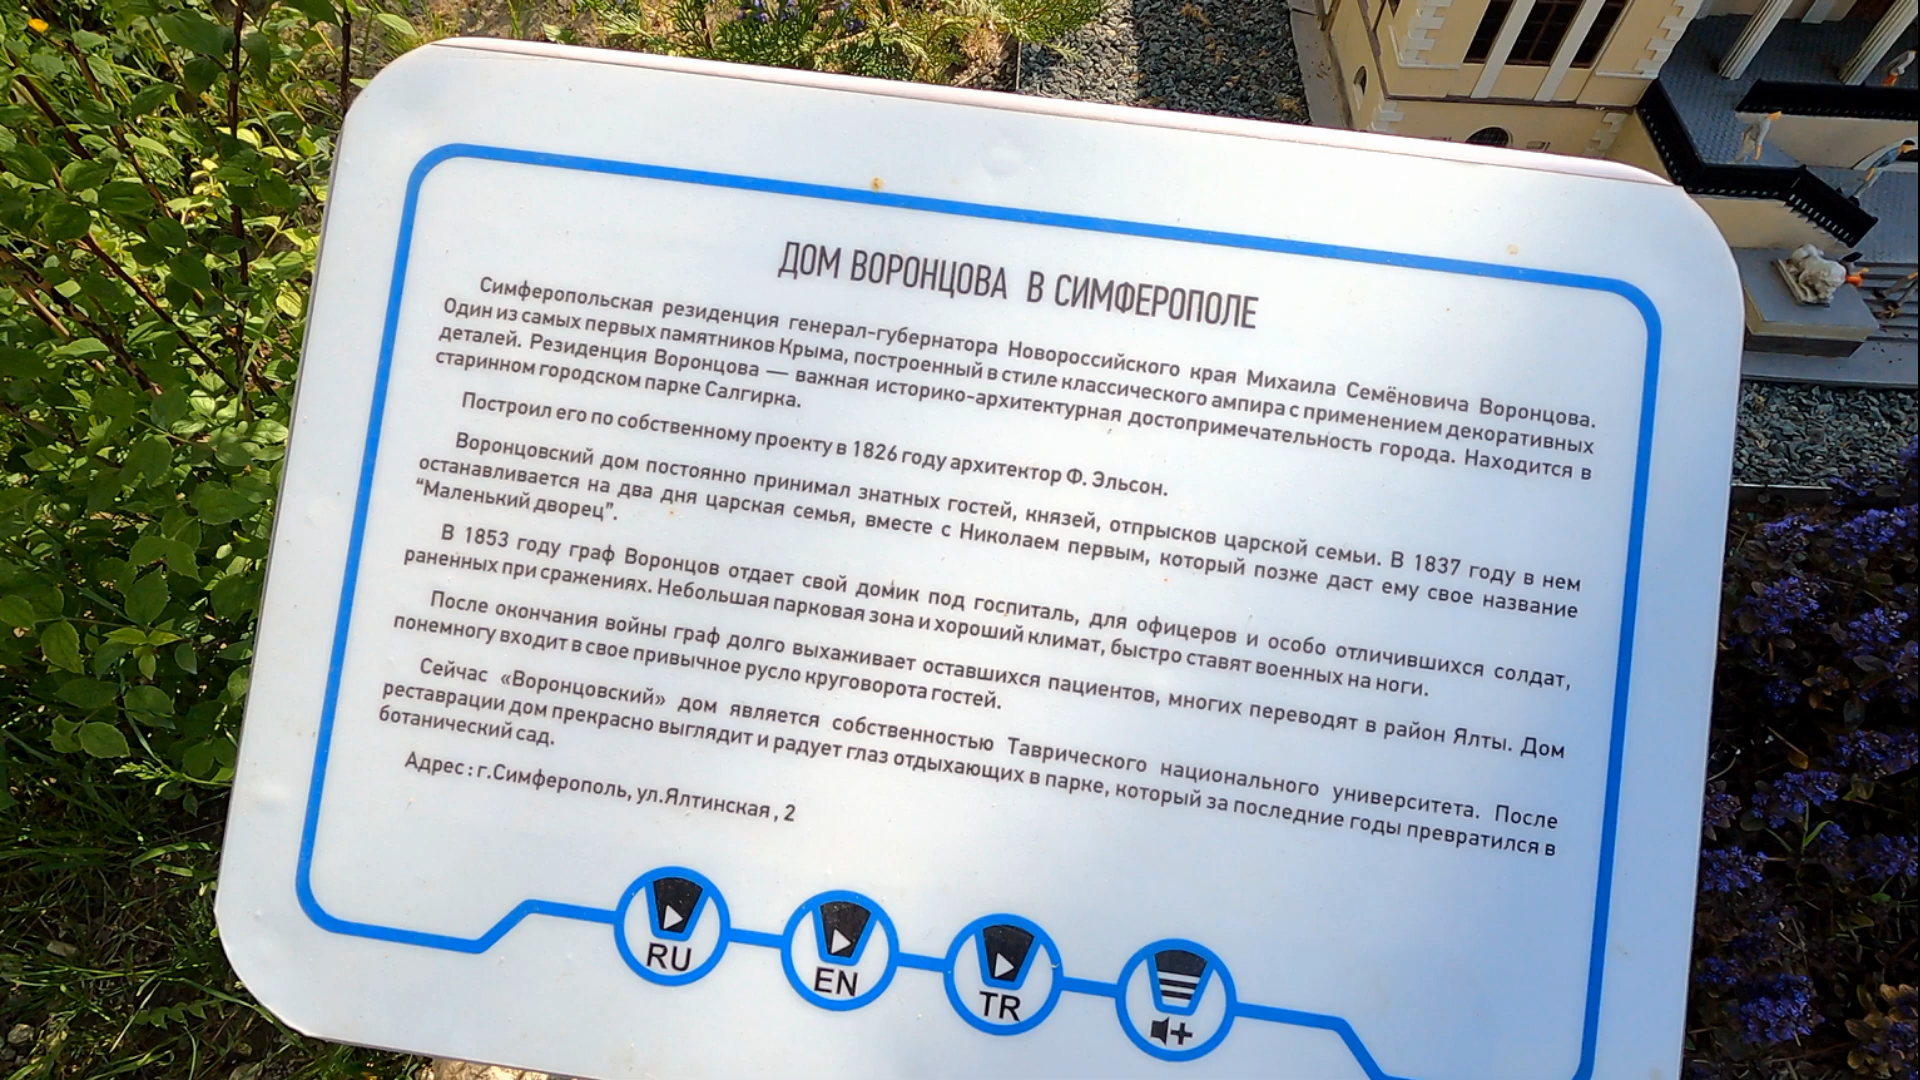 ДОМ ВОРОНЦОВА В СИМФЕРОПОЛЕ
Симферопольская резиденция генерал-губернатора Новороссийского края Михаила Семёновича Воронцова.
Один из самых первых памятников Крыма, построенный в стиле классического ампира с применением декоративных
деталей. Резиденция Воронцова — важная историко-архитектурная достопримечательность города. Находится в
старинном городском парке Салгирка.
Построил его по собственному проекту в 1826 году архитектор Ф. Эльсон.
Воронцовский дом постоянно принимал знатных гостей, князей, отпрысков царской семьи. В 1837 году в нем
останавливается на два дня царская семья, вместе с Николаем первым, который позже даст ему свое название
“Маленький дворец”.
В 1853 году граф Воронцов отдает свой домик под госпиталь, для офицеров и особо отличившихся солдат,
раненных при сражениях. Небольшая парковая зона и хороший климат, быстро ставят военных на ноги.
После окончания войны граф долго выхаживает оставшихся пациентов, многих переводят в район Ялты. Дом
понемногу входит в свое привычное русло круговорота гостей.
Сейчас «Воронцовский» дом является собственностью Таврического национального университета. После
реставрации дом прекрасно выглядит и радует глаз отдыхающих в парке, который за последние годы превратился в
ботанический сад.
Адрес : г.Симферополь, ул.Ялтинская , 2
RU
EN
TR